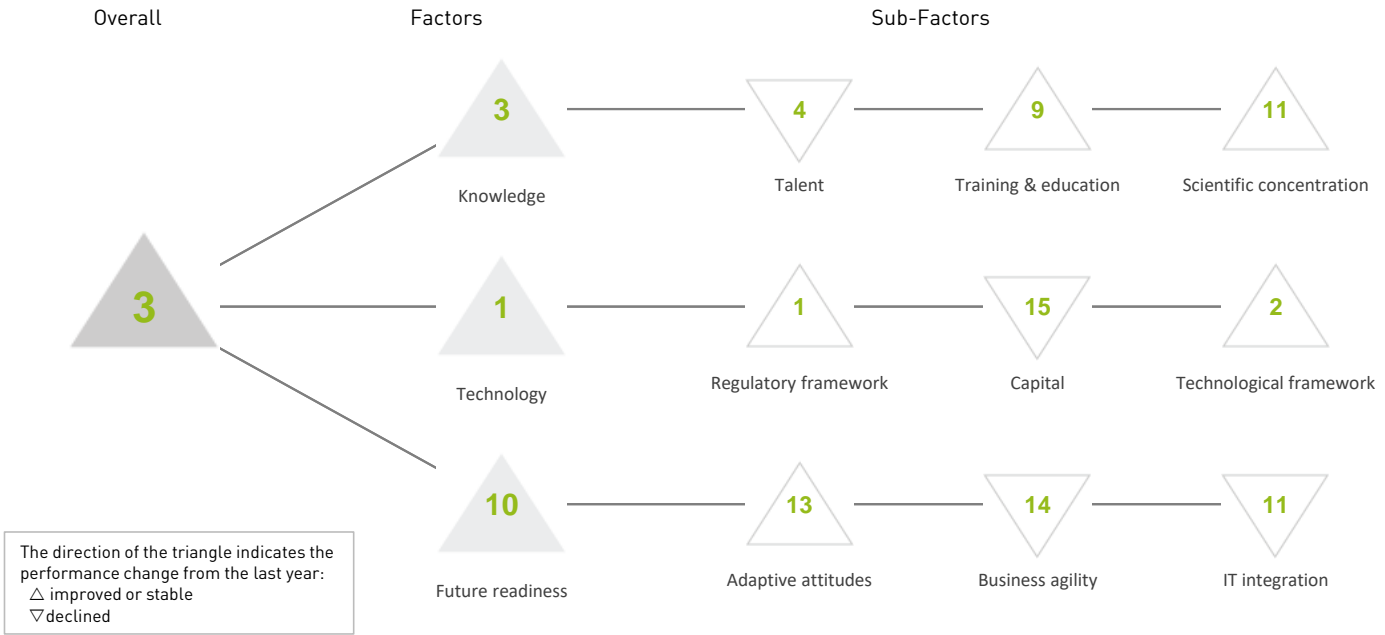 Overall
Factors
Sub-Factors
3
3
Knowledge
4
Talent
9
Training & education
11
Scientific concentration
1
Technology
1
Regulatory framework
15
Capital
2
Technological framework
10
Future readiness
13
Adaptive attitudes
14
Business agility
11
IT integration
The direction of the triangle indicates the
performance change from the last year:
△ improved or stable
▽ declined